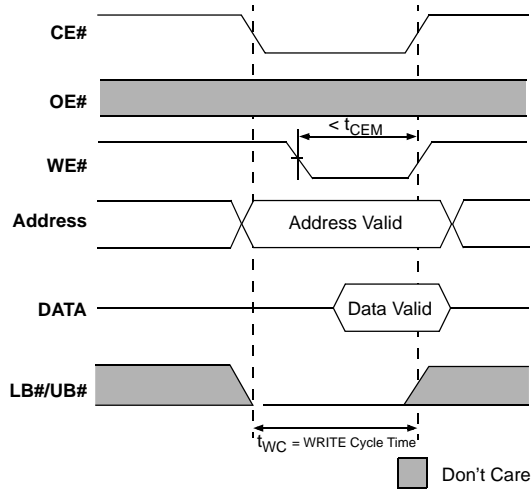 CE#
OE#
< tCEM
WE#
Address
Address Valid
DATA
Data Valid
LB#/UB#
tWC = WRITE Cycle Time
Don't Care